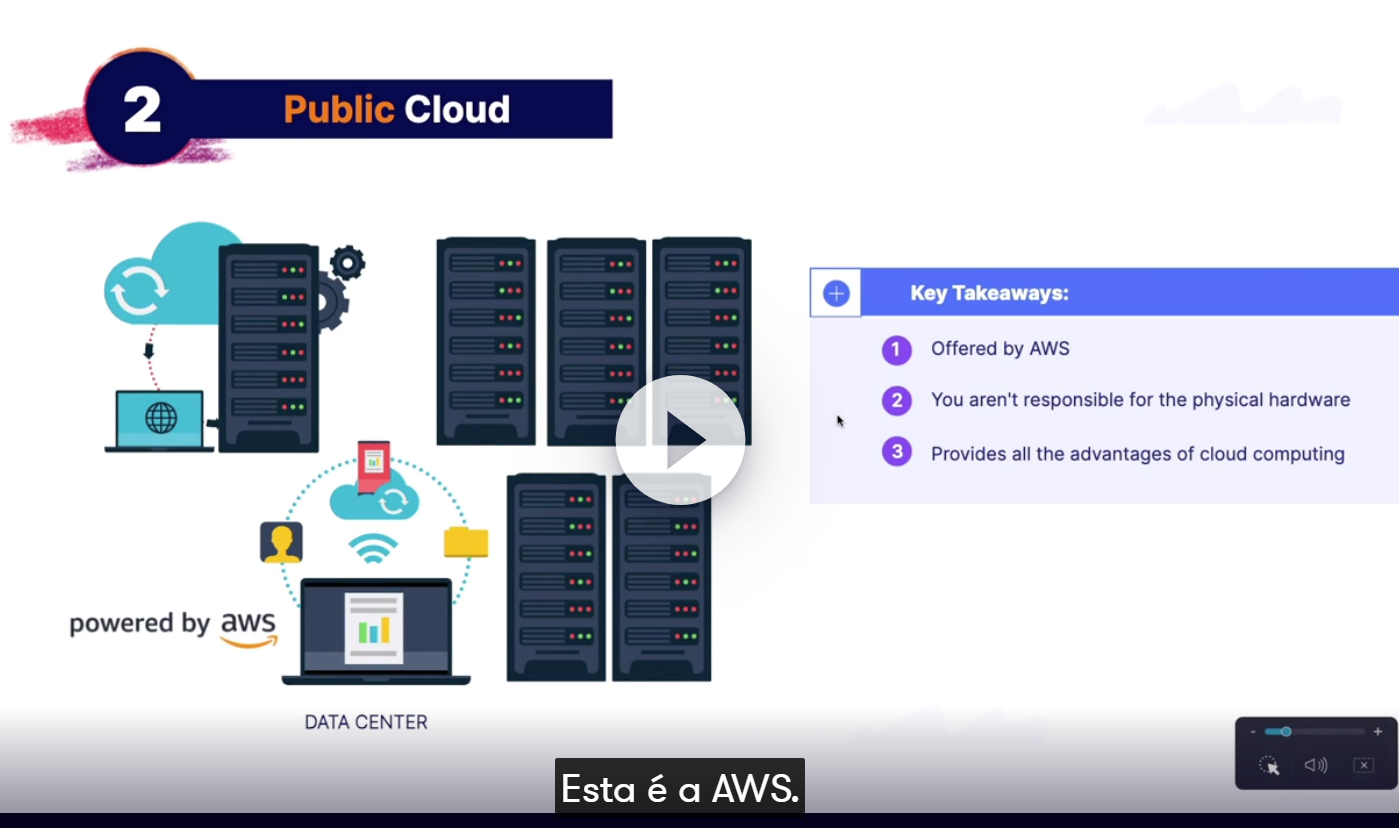 2
Public Cloud
Key Takeaways:
1 Offered by AWS
2 You aren't responsible for the physical hardware
3 Provides all the advantages of cloud computing
powered by aws
DATA CENTER
Esta é a AWS.